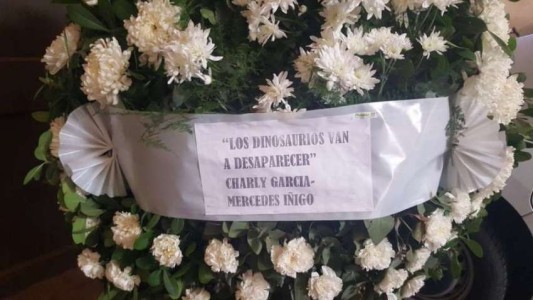 "LOS DINOSAURIOS VAN
A DESAPARECER"
CHARLY GARCIA-
MERCEDES IÑIGO